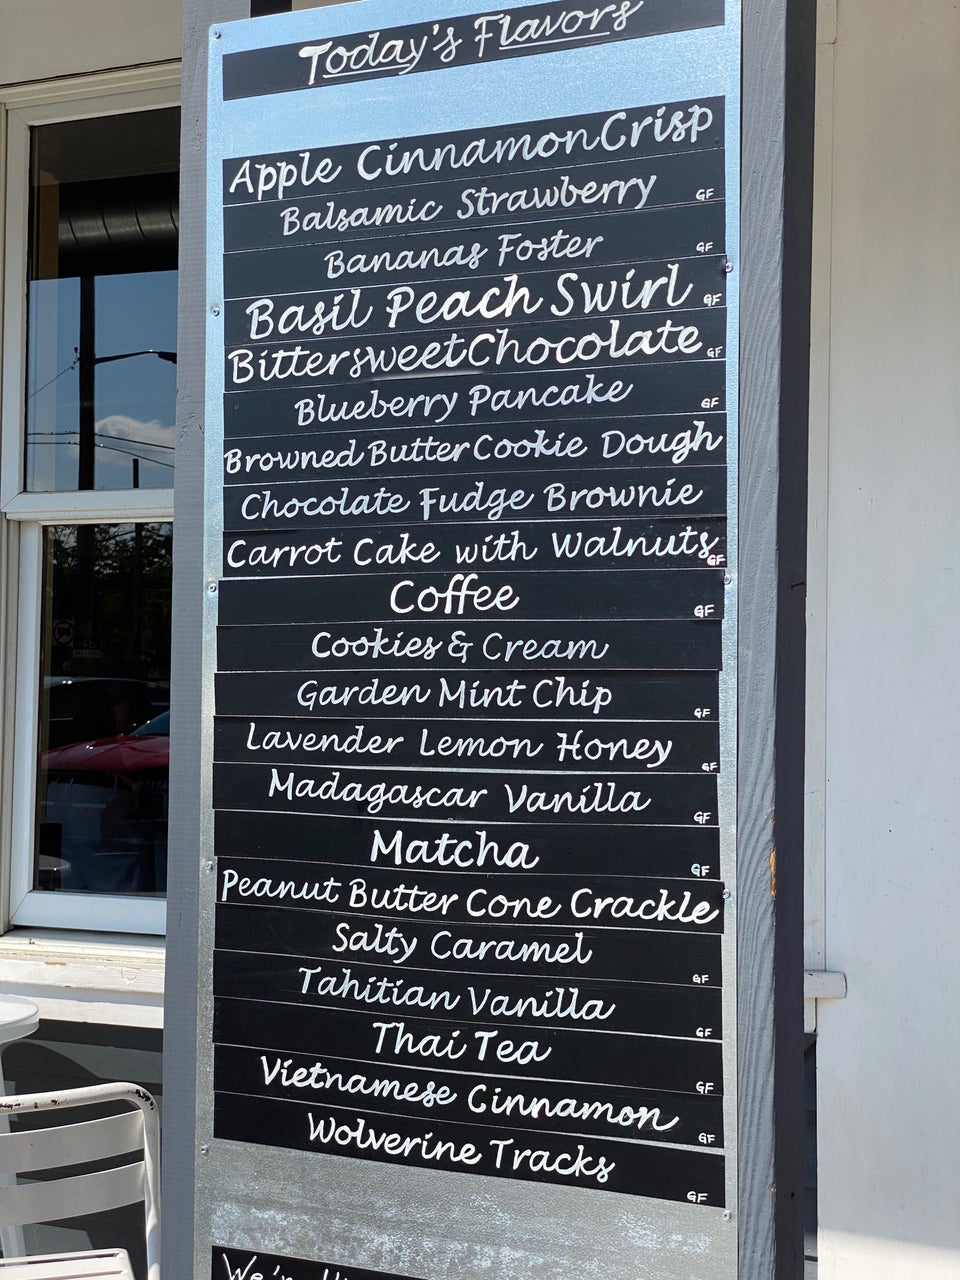 Today's Flavors
Apple Cinnamon Crisp
Balsamic Strawberry GF
Bananas Foster GF
Basil Peach Swirl GF
Bittersweet Chocolate GF
Blueberry Pancake GF
Browned Butter Cookie Dough
Chocolate Fudge Brownie
Carrot Cake with Walnuts GF
Coffee GF
Cookies & Cream
Garden Mint Chip GF
Lavender Lemon Honey GF
Madagascar Vanilla GF
Matcha GF
Peanut Butter Cone Crackle
Salty Caramel GF
Tahitian Vanilla GF
Thai Tea GF
Vietnamese Cinnamon GF
Wolverine Tracks GF